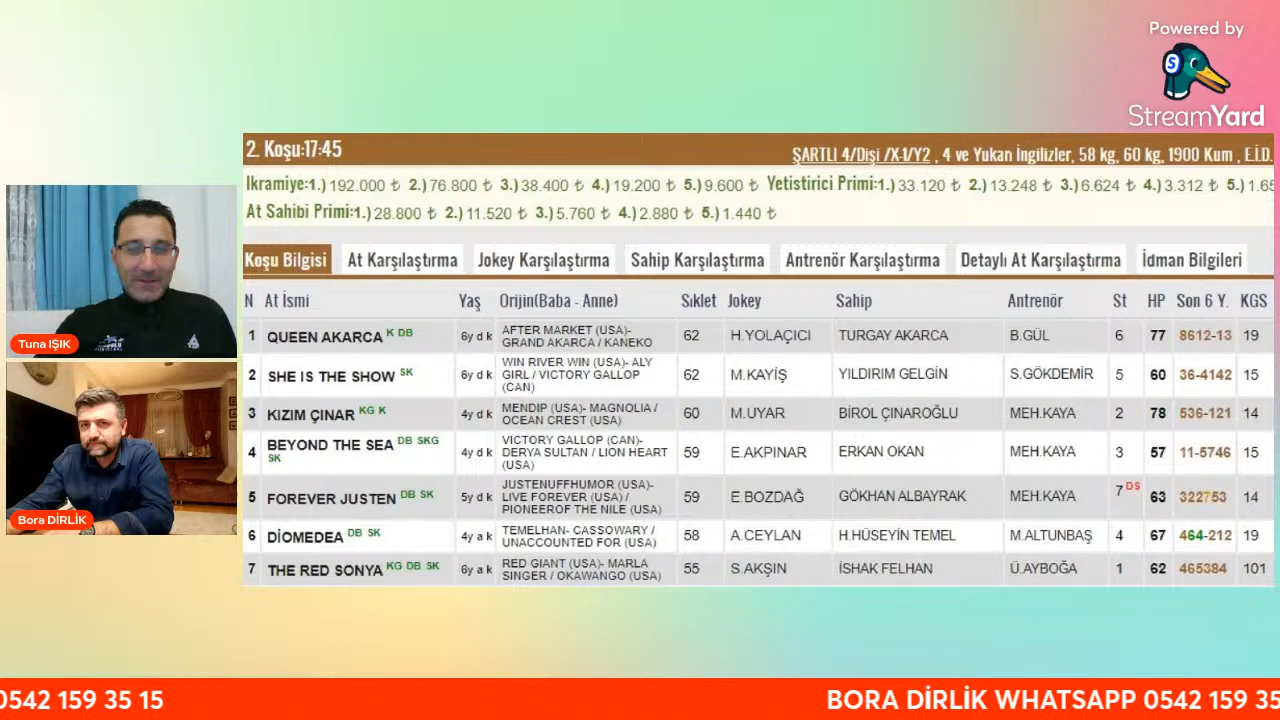 Powered by
StreamYard
2. Koşu:17:45
ŞARTLI 4/Dişi /X-1/Y2 , 4 ve Yukarı İngilizler, 58 kg, 60 kg, 1900 Kum , E.İ.D.
Ikramiye:1.) 192.000 ₺ 2.) 76.800 ₺ 3.) 38.400 ₺ 4.) 19.200 ₺ 5.) 9.600 ₺ Yetistirici Primi:1.) 33.120 ₺ 2.) 13.248 ₺ 3.) 6.624 ₺ 4.) 3.312 ₺ 5.) 1.65
At Sahibi Primi:1.) 28.800 ₺ 2.) 11.520 ₺ 3.) 5.760 ₺ 4.) 2.880 ₺ 5.) 1.440 ₺
Koşu Bilgisi At Karşılaştırma Jokey Karşılaştırma Sahip Karşılaştırma Antrenör Karşılaştırma Detaylı At Karşılaştırma İdman Bilgileri
N At İsmi Yaş Orijin(Baba - Anne) Sıklet Jokey Sahip Antrenör St HP Son 6 Y. KGS
1 QUEEN AKARCA K DB 6y d k AFTER MARKET (USA)- GRAND AKARCA / KANEKO 62 H.YOLAÇICI TURGAY AKARCA B.GÜL 6 77 8612-13 19
2 SHE IS THE SHOW SK 6y d k WIN RIVER WIN (USA)- ALY GIRL / VICTORY GALLOP (CAN) 62 M.KAYİŞ YILDIRIM GELGİN S.GÖKDEMİR 5 60 36-4142 15
3 KIZIM ÇINAR KG K 4y d k MENDIP (USA)- MAGNOLIA / OCEAN CREST (USA) 60 M.UYAR BİROL ÇINAROĞLU MEH.KAYA 2 78 536-121 14
4 BEYOND THE SEA DB SKG SK 4y d k VICTORY GALLOP (CAN)- DERYA SULTAN / LION HEART (USA) 59 E.AKPINAR ERKAN OKAN MEH.KAYA 3 57 11-5746 15
5 FOREVER JUSTEN DB SK 5y d k JUSTENUFFHUMOR (USA)- LIVE FOREVER (USA) / PIONEEROF THE NILE (USA) 59 E.BOZDAĞ GÖKHAN ALBAYRAK MEH.KAYA 7 DS 63 322753 14
6 DİOMEDEA DB SK 4y a k TEMELHAN- CASSOWARY / UNACCOUNTED FOR (USA) 58 A.CEYLAN H.HÜSEYİN TEMEL M.ALTUNBAŞ 4 67 464-212 19
7 THE RED SONYA KG DB SK 6y a k RED GIANT (USA)- MARLA SINGER / OKAWANGO (USA) 55 S.AKŞIN İSHAK FELHAN Ü.AYBOĞA 1 62 465384 101
Tuna IŞIK
Bora DİRLİK
0542 159 35 15 BORA DİRLİK WHATSAPP 0542 159 35